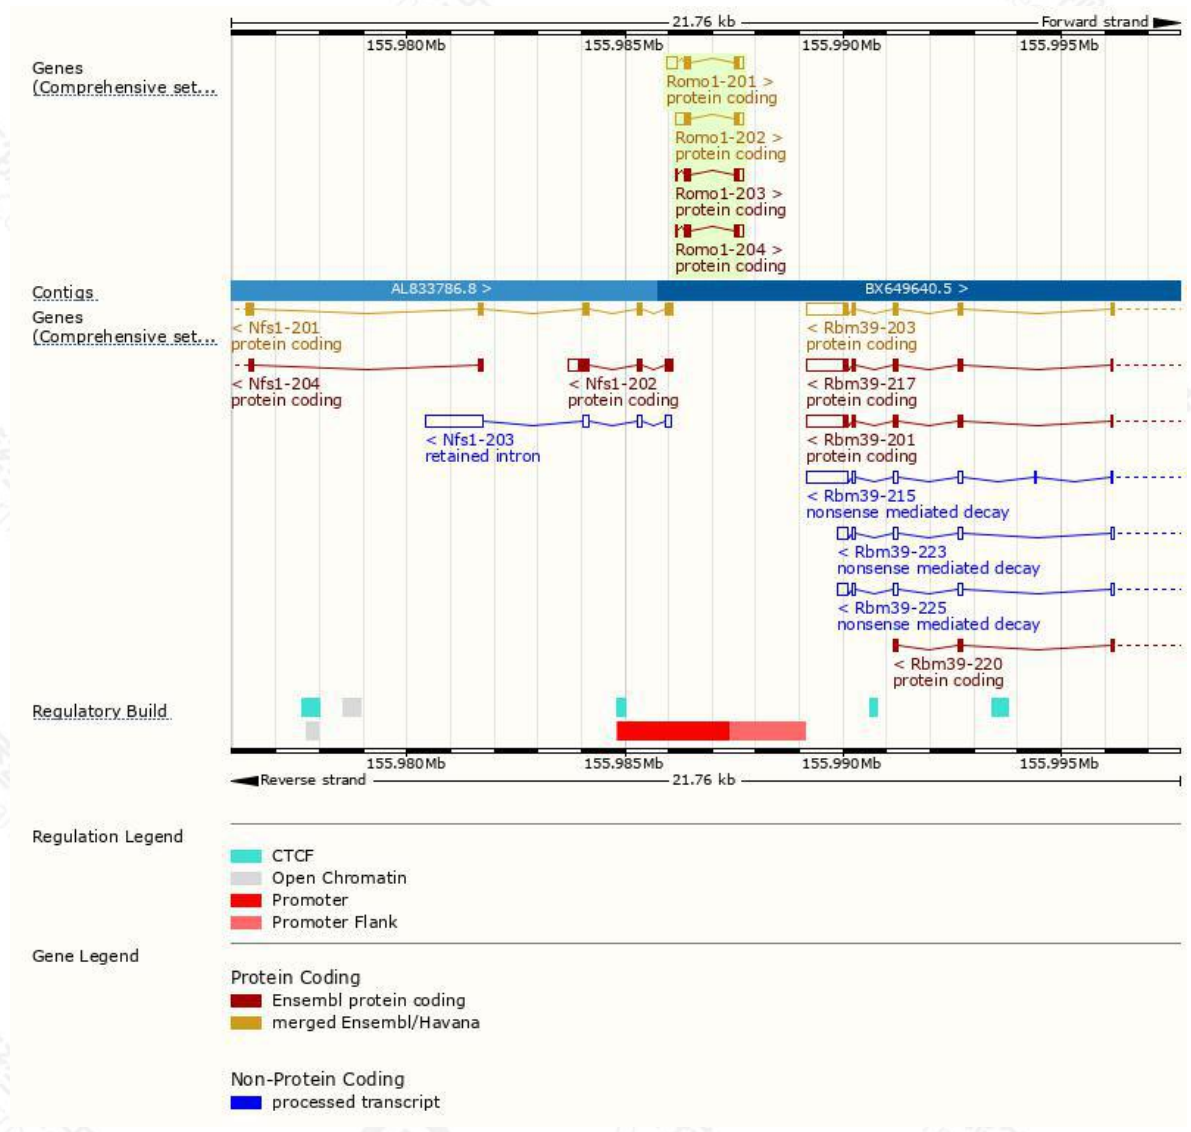 21.76 kb Forward strand
155.980Mb 155.985Mb 155.990Mb 155.995Mb
Genes
(Comprehensive set...
Romo1-201 >
protein coding
Romo1-202 >
protein coding
Romo1-203 >
protein coding
Romo1-204 >
protein coding
Contigs
AL833786.8 > BX649640.5 >
Genes
(Comprehensive set...
< Nfs1-201 < Rbm39-203
protein coding protein coding
< Nfs1-204 < Nfs1-202 < Rbm39-217
protein coding protein coding protein coding
< Nfs1-203 < Rbm39-201
retained intron protein coding
< Rbm39-215
nonsense mediated decay
< Rbm39-223
nonsense mediated decay
< Rbm39-225
nonsense mediated decay
< Rbm39-220
protein coding
Regulatory Build
155.980Mb 155.985Mb 155.990Mb 155.995Mb
Reverse strand 21.76 kb
Regulation Legend
CTCF
Open Chromatin
Promoter
Promoter Flank
Gene Legend
Protein Coding
Ensembl protein coding
merged Ensembl/Havana
Non-Protein Coding
processed transcript